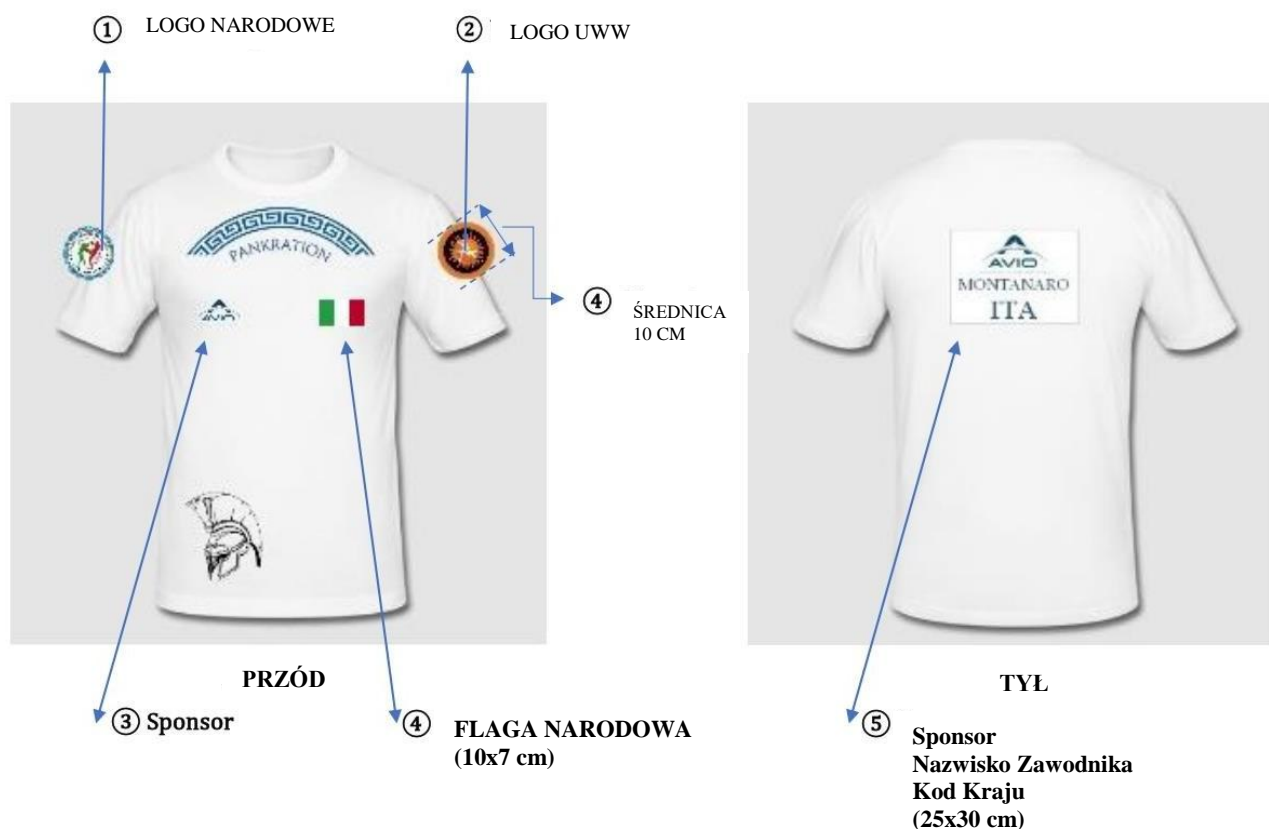 ① LOGO NARODOWE
② LOGO UWW
PANKRATION
AVIO
④ ŚREDNICA
10 CM
AVIO
MONTANARO
ITA
PRZÓD
TYŁ
③ Sponsor
④ FLAGA NARODOWA
(10x7 cm)
⑤ Sponsor
Nazwisko Zawodnika
Kod Kraju
(25x30 cm)